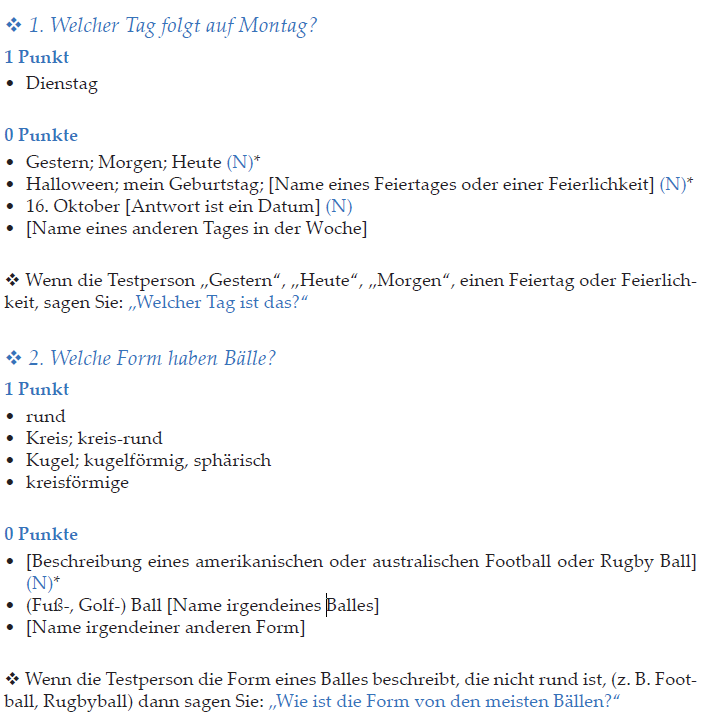 ❖ 1. Welcher Tag folgt auf Montag?
1 Punkt
• Dienstag
0 Punkte
• Gestern; Morgen; Heute (N)*
• Halloween; mein Geburtstag; [Name eines Feiertages oder einer Feierlichkeit] (N)*
• 16. Oktober [Antwort ist ein Datum] (N)
• [Name eines anderen Tages in der Woche]
❖ Wenn die Testperson „Gestern“, „Heute“, „Morgen“, einen Feiertag oder Feierlich-
keit, sagen Sie: „Welcher Tag ist das?“
❖ 2. Welche Form haben Bälle?
1 Punkt
• rund
• Kreis; kreis-rund
• Kugel; kugelförmig, sphärisch
• kreisförmige
0 Punkte
• [Beschreibung eines amerikanischen oder australischen Football oder Rugby Ball]
(N)*
• (Fuß-, Golf-) Ball [Name irgendeines Balles]
• [Name irgendeiner anderen Form]
❖ Wenn die Testperson die Form eines Balles beschreibt, die nicht rund ist, (z. B. Foot-
ball, Rugbyball) dann sagen Sie: „Wie ist die Form von den meisten Bällen?“